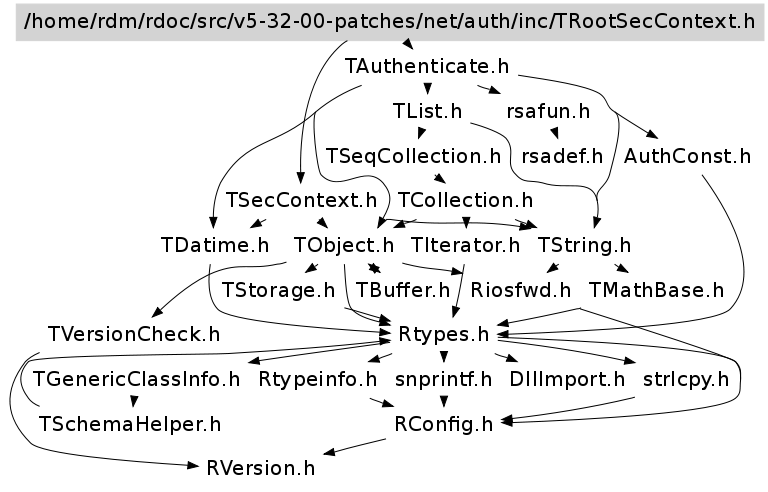 /home/rdm/rdoc/src/v5-32-00-patches/net/auth/inc/TRootSecContext.h
TAuthenticate.h
TList.h rsafun.h
TSeqCollection.h rsadef.h AuthConst.h
TSecContext.h TCollection.h
TDatime.h TObject.h TIterator.h TString.h
TStorage.h TBuffer.h Riosfwd.h TMathBase.h
TVersionCheck.h Rtypes.h
TGenericClassInfo.h Rtypeinfo.h snprintf.h DllImport.h strlcpy.h
TSchemaHelper.h RConfig.h
RVersion.h